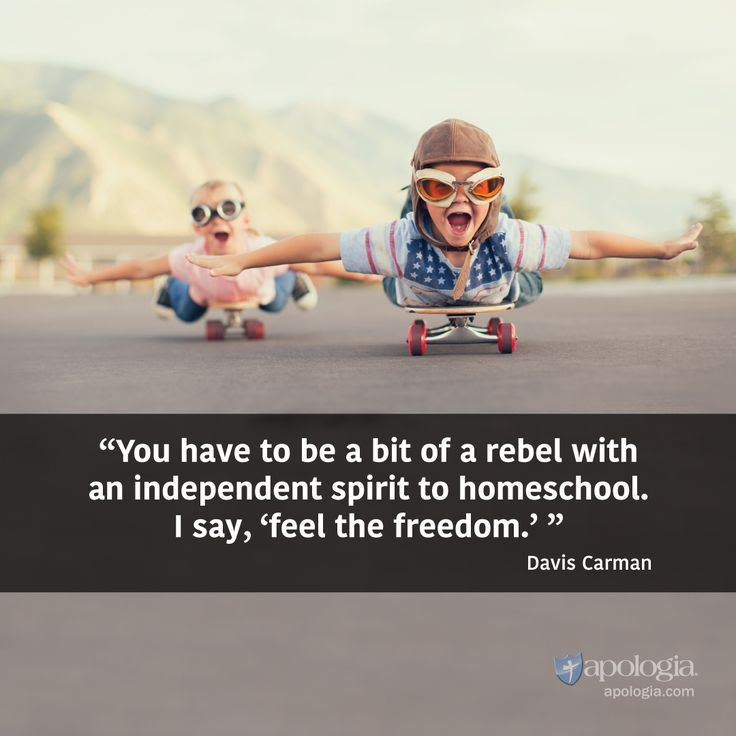 “You have to be a bit of a rebel with
an independent spirit to homeschool.
I say, ‘feel the freedom.’ ”
Davis Carman
apologia.
apologia.com